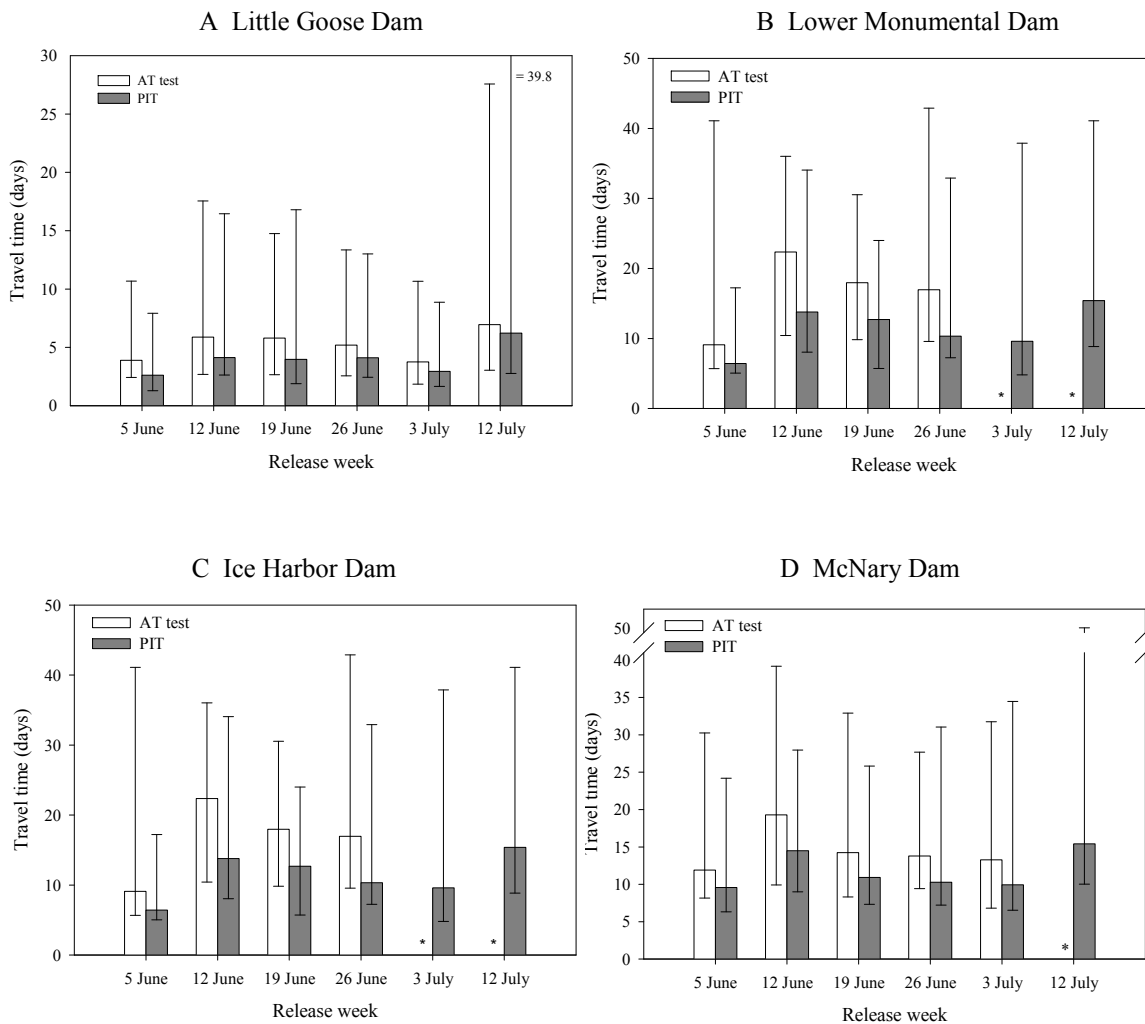 A Little Goose Dam
30
25
20
15
10
5
0
Travel time (days)
AT test
PIT
= 39.8
5 June 12 June 19 June 26 June 3 July 12 July
Release week
B Lower Monumental Dam
50
40
30
20
10
0
Travel time (days)
AT test
PIT
* *
5 June 12 June 19 June 26 June 3 July 12 July
Release week
C Ice Harbor Dam
50
40
30
20
10
0
Travel time (days)
AT test
PIT
* *
5 June 12 June 19 June 26 June 3 July 12 July
Release week
D McNary Dam
50
40
35
30
25
20
15
10
5
0
Travel time (days)
AT test
PIT
*
5 June 12 June 19 June 26 June 3 July 12 July
Release week